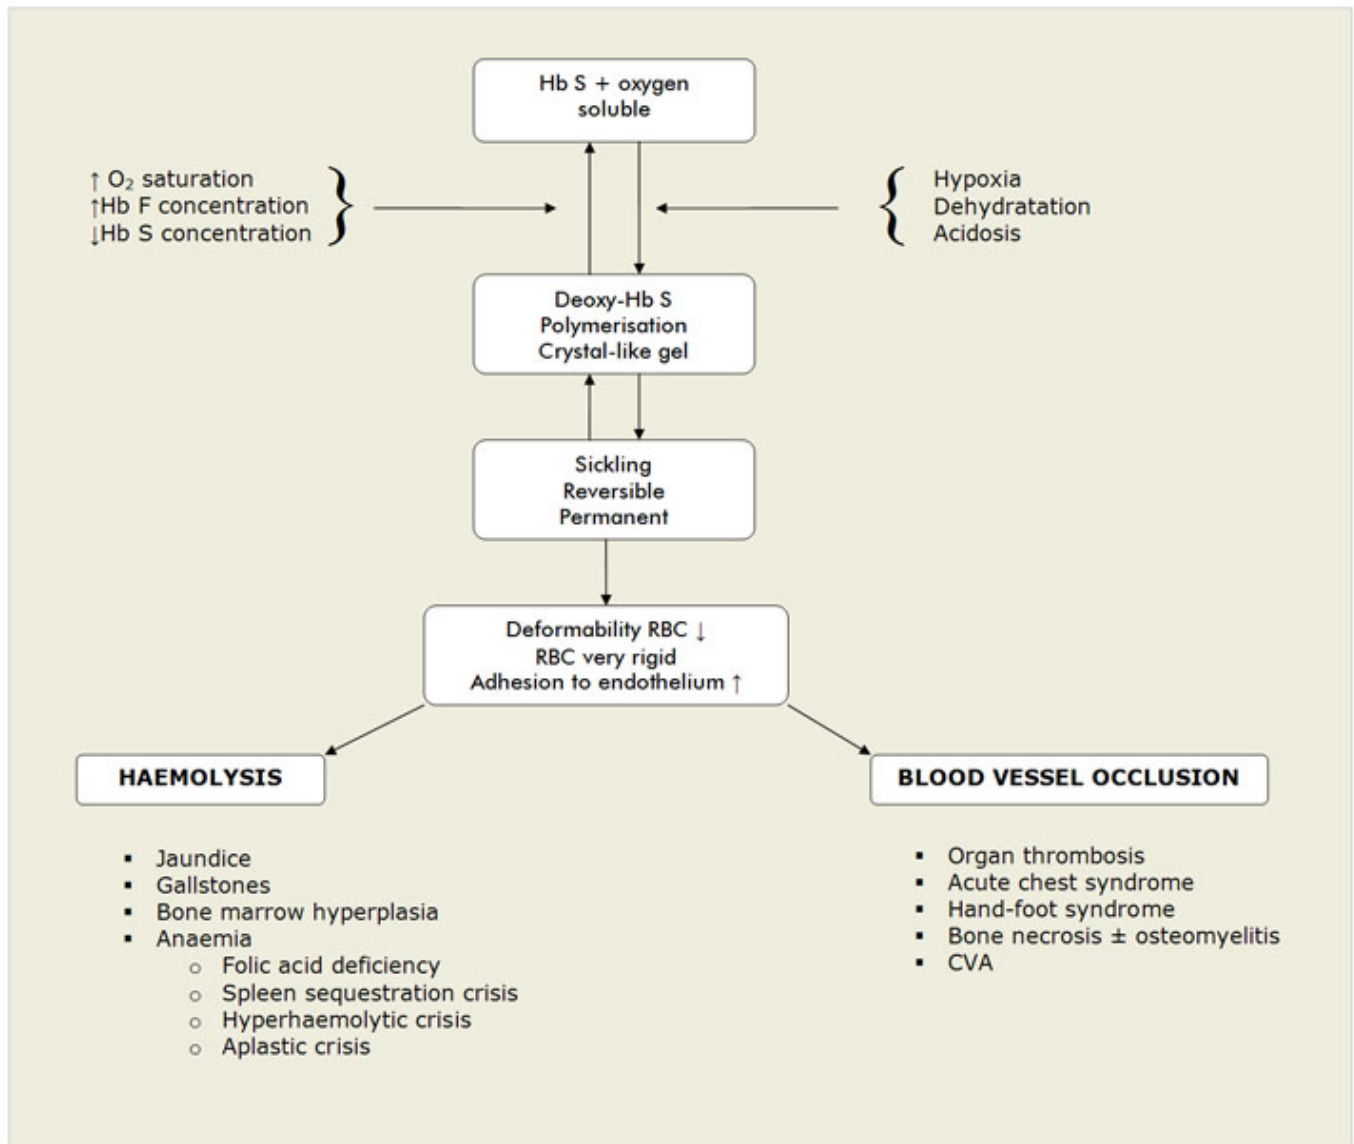 Hb S + oxygen
soluble
↑ O₂ saturation
↑Hb F concentration
↓Hb S concentration
Hypoxia
Dehydratation
Acidosis
Deoxy-Hb S
Polymerisation
Crystal-like gel
Sickling
Reversible
Permanent
Deformability RBC ↓
RBC very rigid
Adhesion to endothelium ↑
HAEMOLYSIS
▪ Jaundice
▪ Gallstones
▪ Bone marrow hyperplasia
▪ Anaemia
o Folic acid deficiency
o Spleen sequestration crisis
o Hyperhaemolytic crisis
o Aplastic crisis
BLOOD VESSEL OCCLUSION
▪ Organ thrombosis
▪ Acute chest syndrome
▪ Hand-foot syndrome
▪ Bone necrosis ± osteomyelitis
▪ CVA